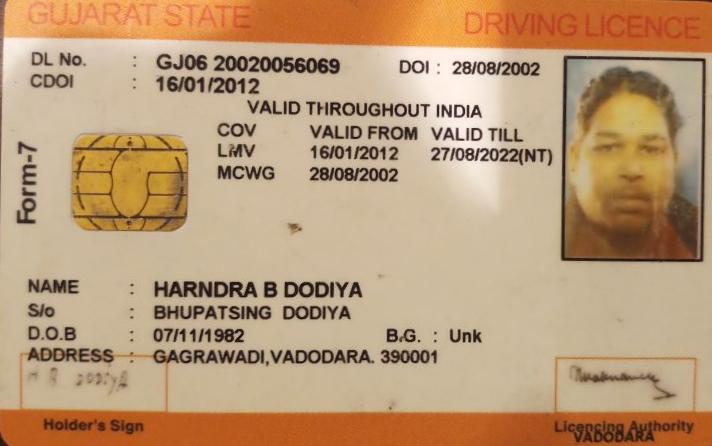 GUJARAT STATE DRIVING LICENCE
DL No. : GJ06 20020056069 DOI : 28/08/2002
CDOI : 16/01/2012
VALID THROUGHOUT INDIA
COV VALID FROM VALID TILL
LMV 16/01/2012 27/08/2022(NT)
MCWG 28/08/2002
Form-7
NAME : HARNDRA B DODIYA
S/o : BHUPATSING DODIYA
D.O.B : 07/11/1982 B.G. : Unk
ADDRESS : GAGRAWADI,VADODARA. 390001
H B DODIYA
Holder's Sign Licencing Authority
VADODARA